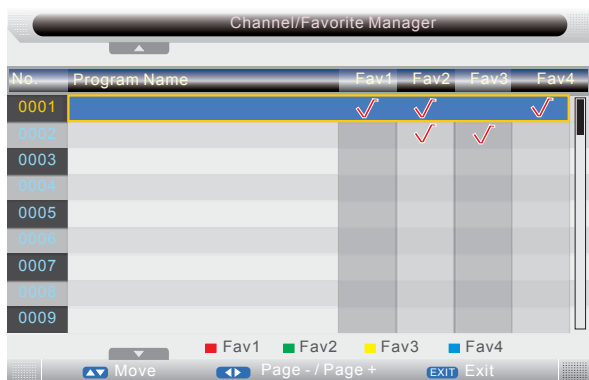 Channel/Favorite Manager
No. Program Name Fav1 Fav2 Fav3 Fav4
0001
0002
0003
0004
0005
0006
0007
0008
0009
Fav1 Fav2 Fav3 Fav4
Move Page - / Page + EXIT Exit